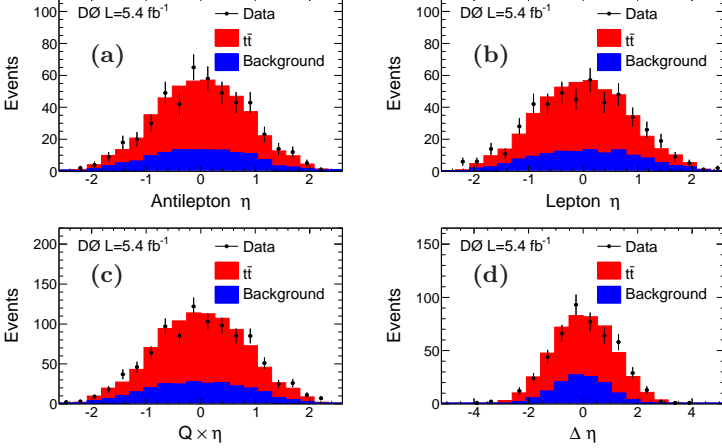 DØ L=5.4 fb⁻¹
Data
tt̄
Background
(a)
Events
100
80
60
40
20
0
-2 -1 0 1 2
Antilepton η
DØ L=5.4 fb⁻¹
Data
tt̄
Background
(b)
Events
100
80
60
40
20
0
-2 -1 0 1 2
Lepton η
DØ L=5.4 fb⁻¹
Data
tt̄
Background
(c)
Events
200
150
100
50
0
-2 -1 0 1 2
Q × η
DØ L=5.4 fb⁻¹
Data
tt̄
Background
(d)
Events
150
100
50
0
-4 -2 0 2 4
Δ η